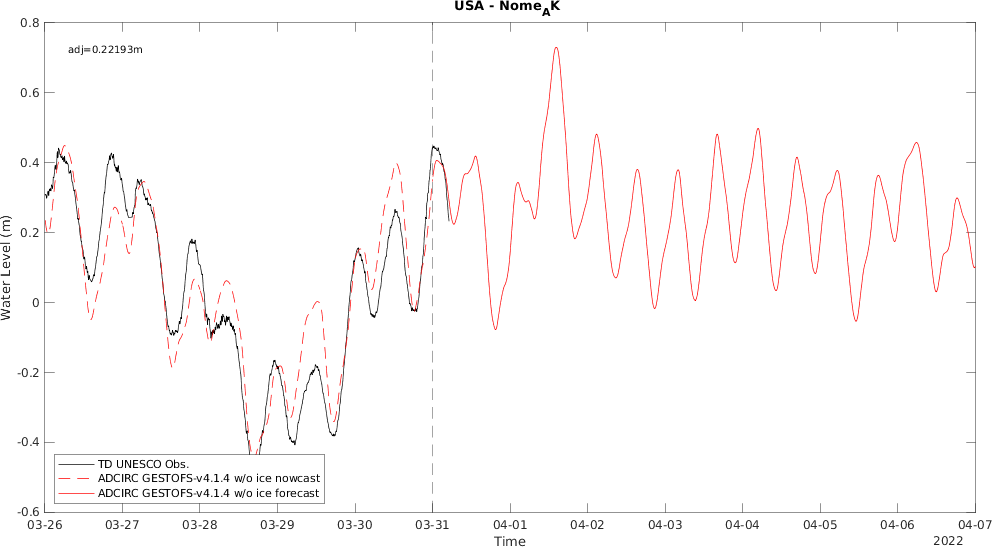 USA - Nome_AK
adj=0.22193m
0.8
0.6
0.4
0.2
0
-0.2
-0.4
-0.6
Water Level (m)
TD UNESCO Obs.
ADCIRC GESTOFS-v4.1.4 w/o ice nowcast
ADCIRC GESTOFS-v4.1.4 w/o ice forecast
03-26 03-27 03-28 03-29 03-30 03-31 04-01 04-02 04-03 04-04 04-05 04-06 04-07
Time
2022